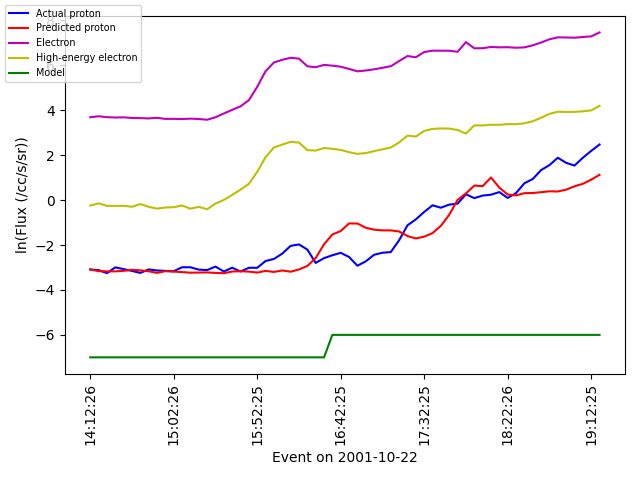 Actual proton
Predicted proton
Electron
High-energy electron
Model
4
2
0
−2
−4
−6
ln(Flux (/cc/s/sr))
14:12:26
15:02:26
15:52:25
16:42:25
17:32:25
18:22:26
19:12:25
Event on 2001-10-22